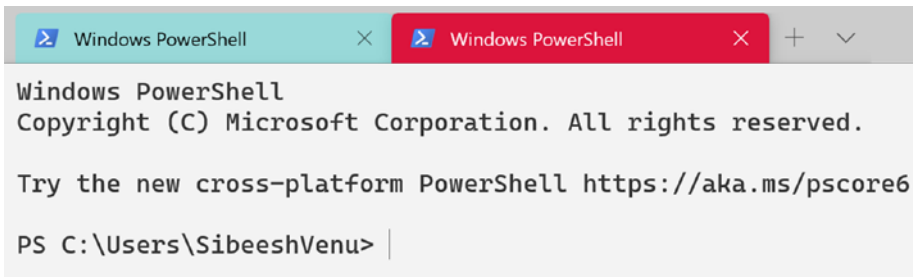 Windows PowerShell Windows PowerShell
Windows PowerShell
Copyright (C) Microsoft Corporation. All rights reserved.
Try the new cross-platform PowerShell https://aka.ms/pscore6
PS C:\Users\SibeeshVenu>